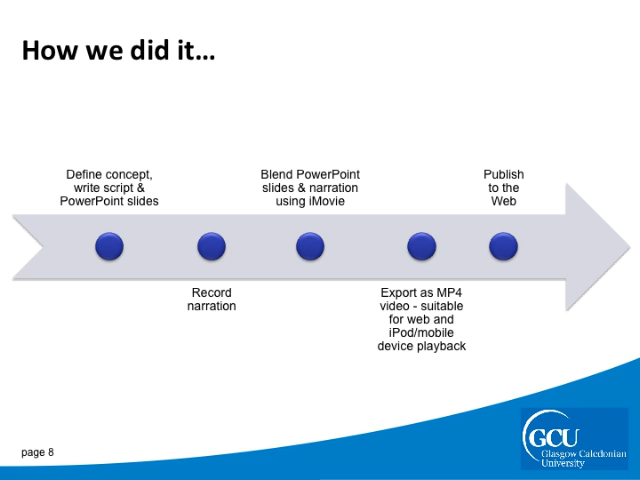 How we did it…
Define concept,
write script &
PowerPoint slides
Record
narration
Blend PowerPoint
slides & narration
using iMovie
Export as MP4
video - suitable
for web and
iPod/mobile
device playback
Publish
to the
Web
page 8
GCU
Glasgow Caledonian
University